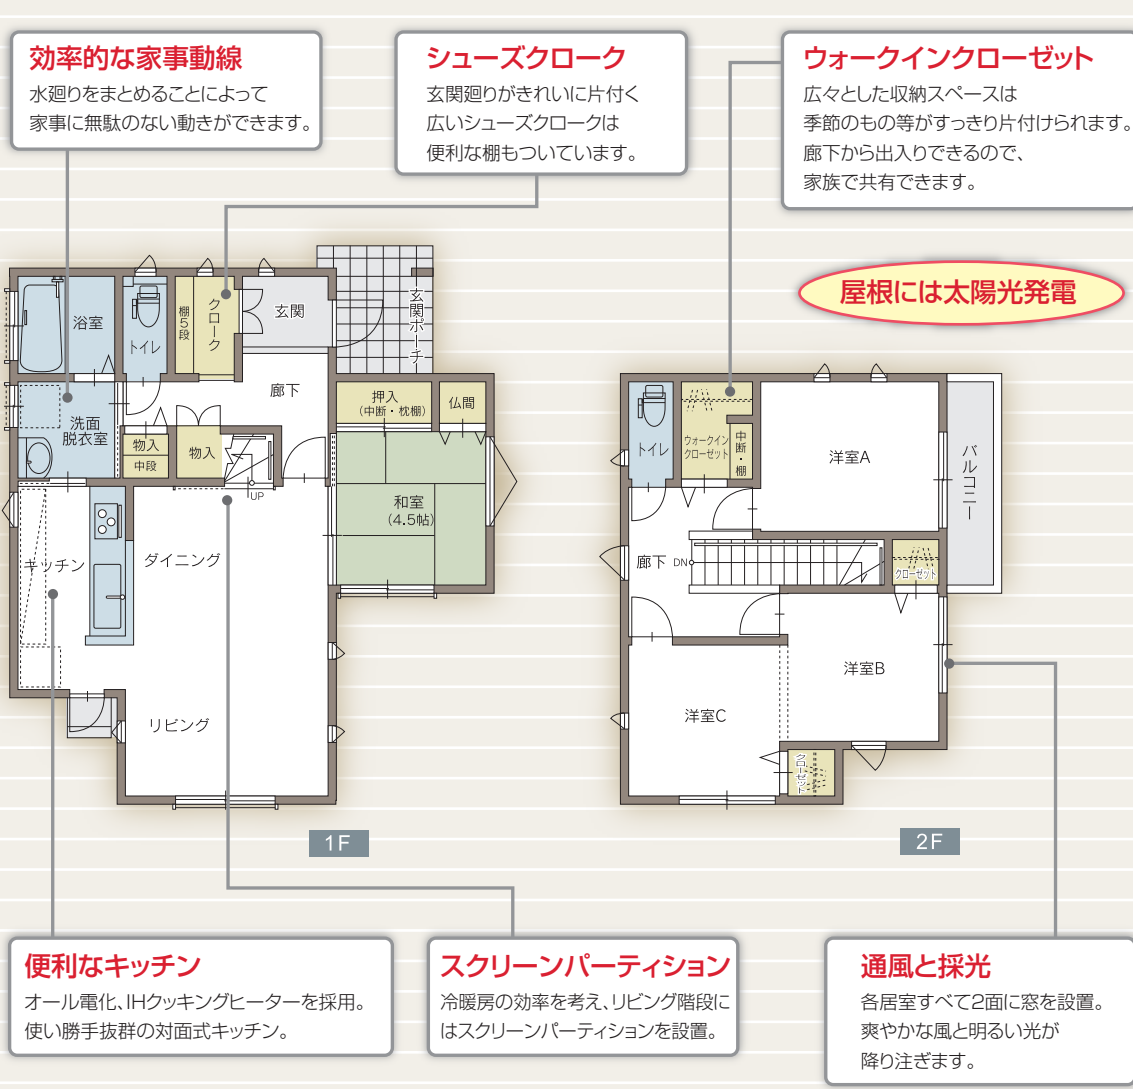 効率的な家事動線
水廻りをまとめることによって
家事に無駄のない動きができます。
シューズクローク
玄関廻りがきれいに片付く
広いシューズクロークは
便利な棚もついています。
ウォークインクローゼット
広々とした収納スペースは
季節のもの等がすっきり片付けられます。
廊下から出入りできるので、
家族で共有できます。
屋根には太陽光発電
浴室
トイレ
棚5段
クローク
玄関
玄関ポーチ
洗面
脱衣室
物入
中段
物入
廊下
押入
(中断・枕棚)
仏間
UP
和室
(4.5帖)
キッチン
ダイニング
リビング
1F
トイレ
ウォークイン
クローゼット
中断・棚
洋室A
バルコニー
廊下
DN
クローゼット
洋室B
洋室C
クローゼット
2F
便利なキッチン
オール電化、IHクッキングヒーターを採用。
使い勝手抜群の対面式キッチン。
スクリーンパーティション
冷暖房の効率を考え、リビング階段に
はスクリーンパーティションを設置。
通風と採光
各居室すべて2面に窓を設置。
爽やかな風と明るい光が
降り注ぎます。